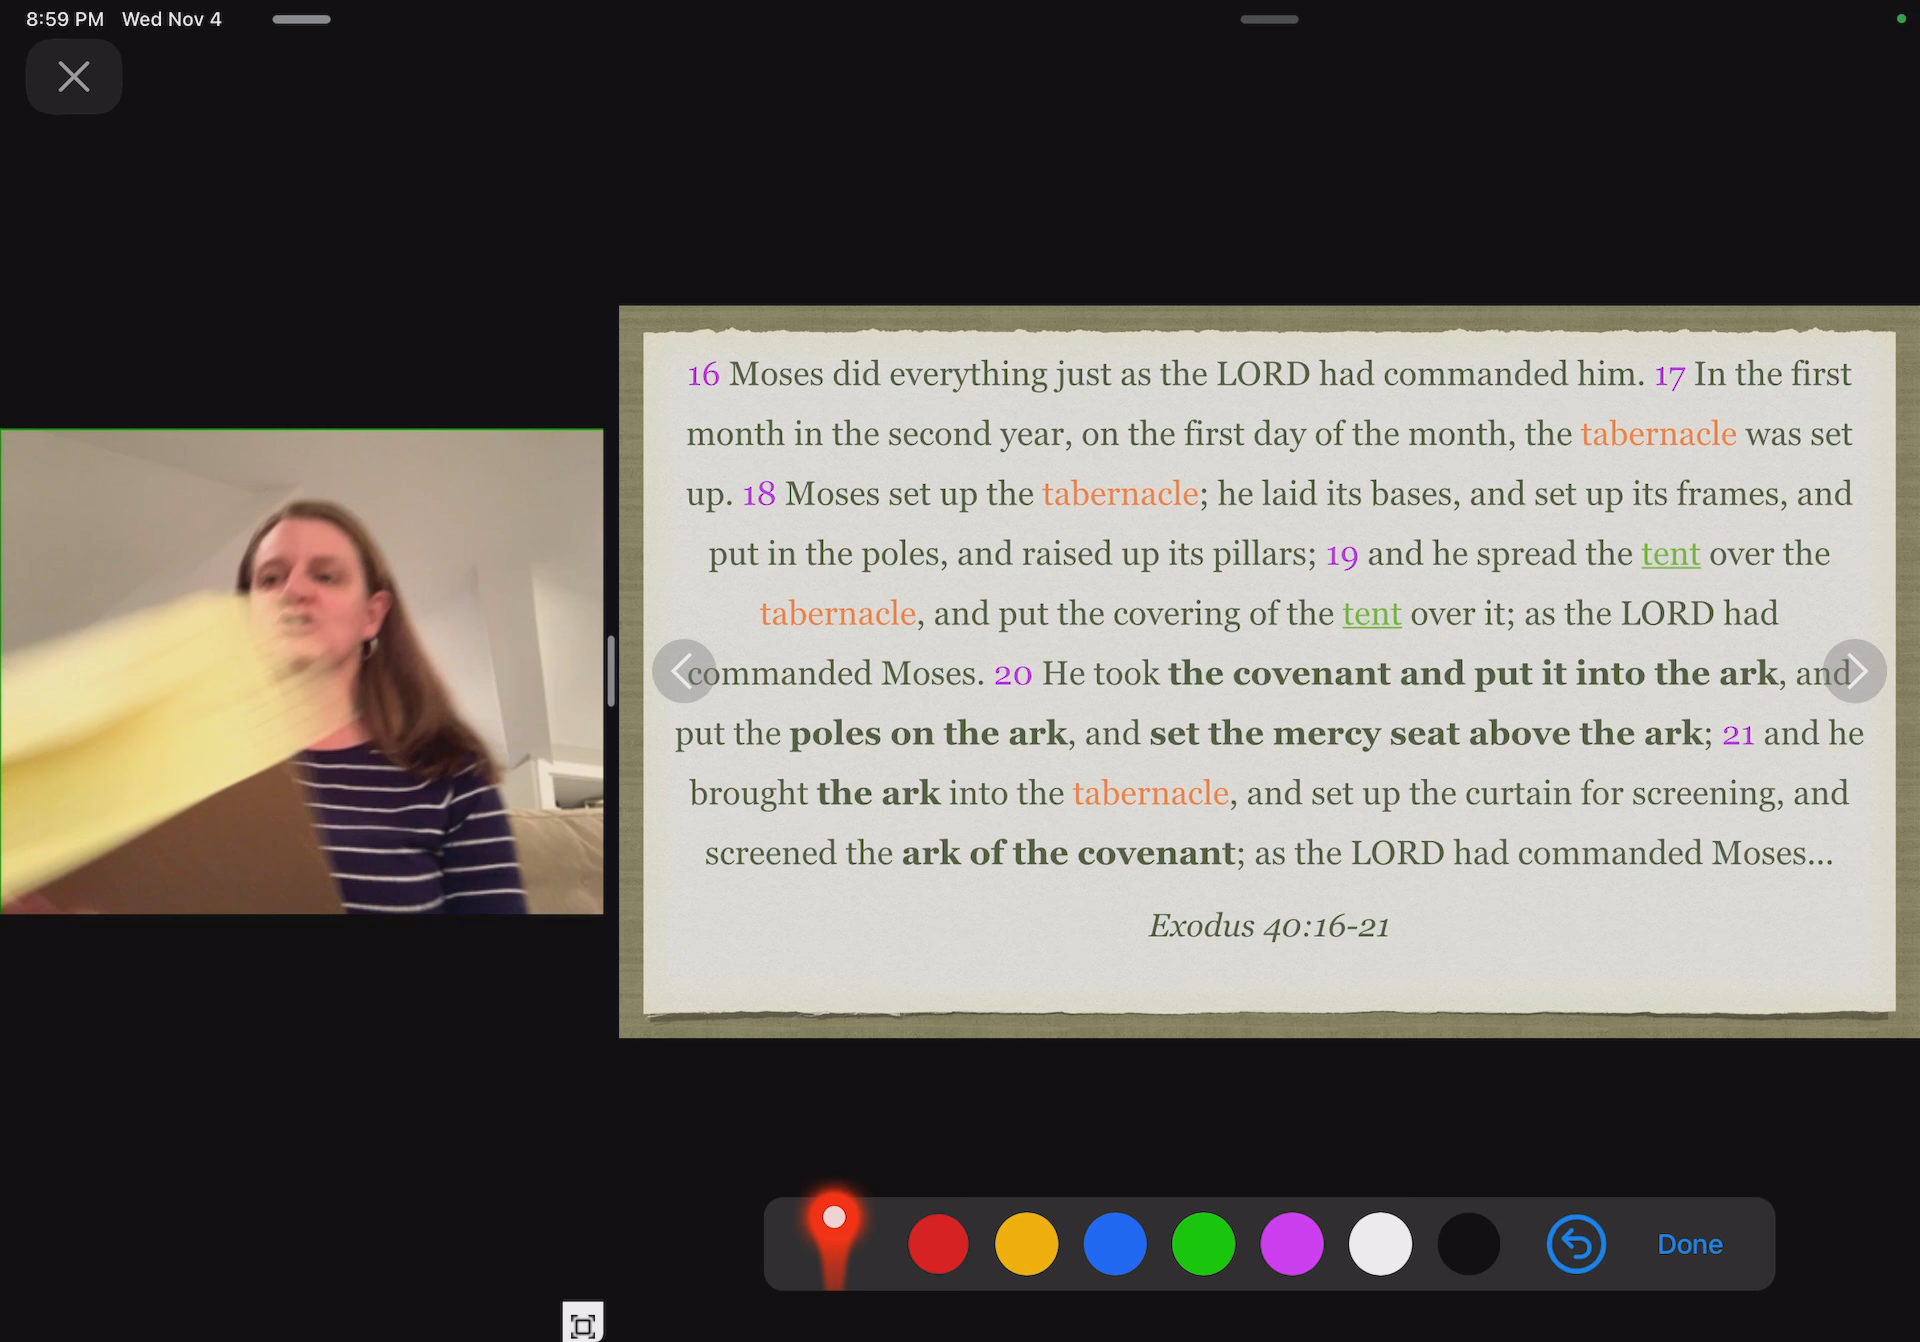 8:59 PM Wed Nov 4
16 Moses did everything just as the LORD had commanded him. 17 In the first
month in the second year, on the first day of the month, the tabernacle was set
up. 18 Moses set up the tabernacle; he laid its bases, and set up its frames, and
put in the poles, and raised up its pillars; 19 and he spread the tent over the
tabernacle, and put the covering of the tent over it; as the LORD had
commanded Moses. 20 He took the covenant and put it into the ark, and
put the poles on the ark, and set the mercy seat above the ark; 21 and he
brought the ark into the tabernacle, and set up the curtain for screening, and
screened the ark of the covenant; as the LORD had commanded Moses...
Exodus 40:16-21
Done